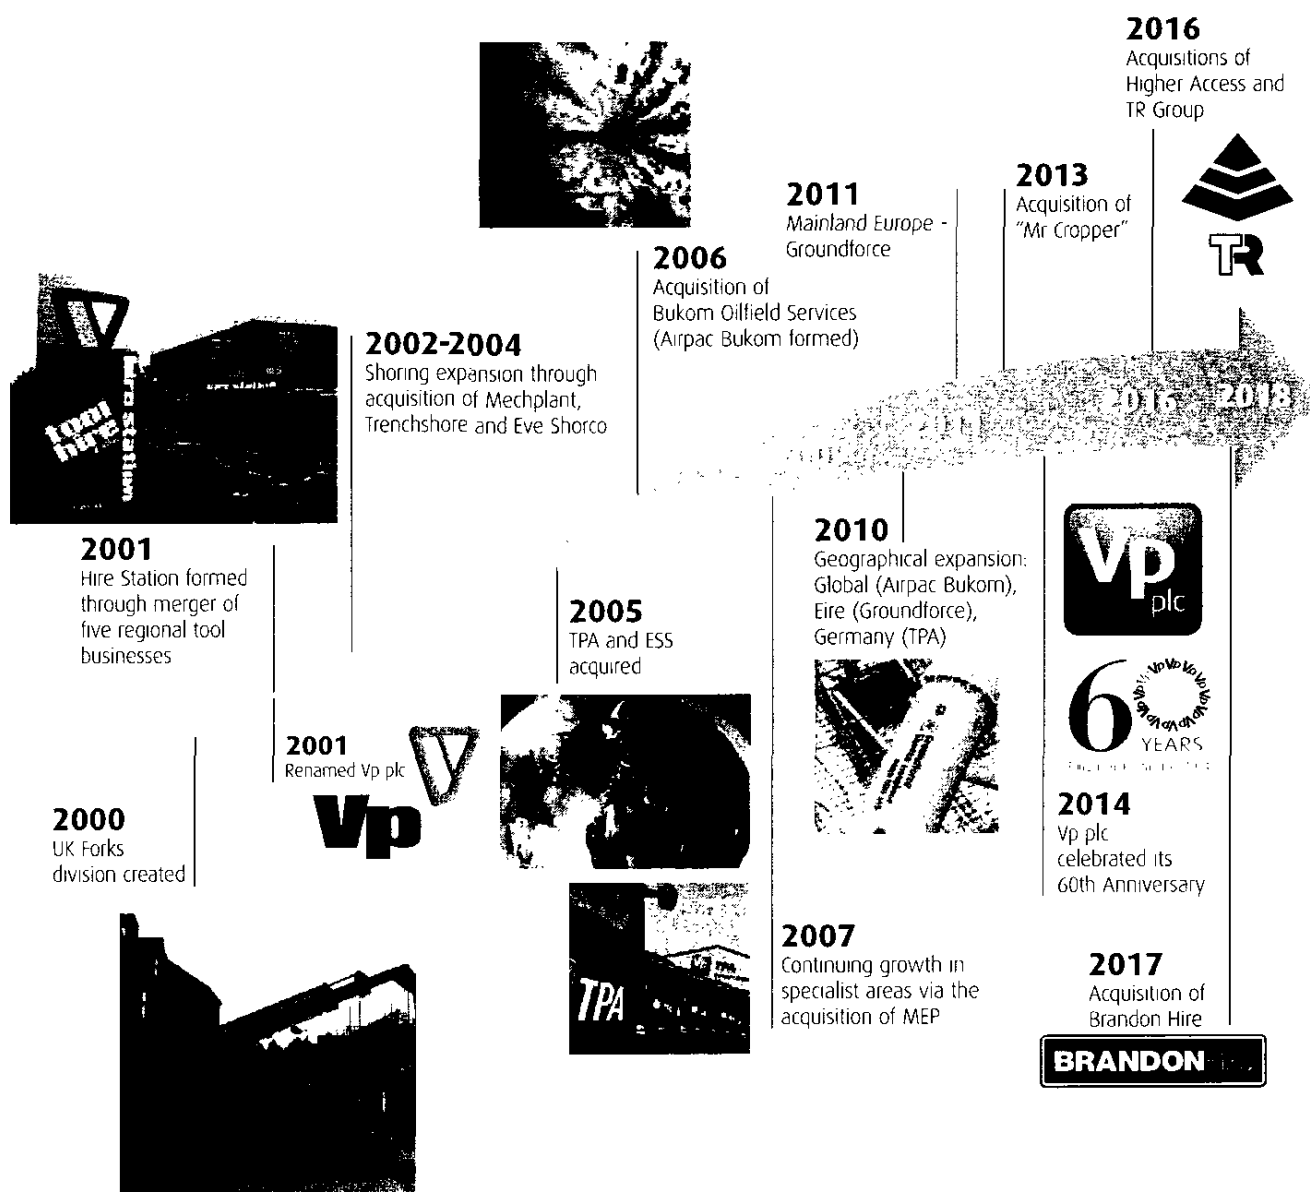 2016
Acquisitions of
Higher Access and
TR Group
TR
2013
Acquisition of
"Mr Cropper"
2011
Mainland Europe -
Groundforce
2006
Acquisition of
Bukom Oilfield Services
(Airpac Bukom formed)
2002-2004
Shoring expansion through
acquisition of Mechplant,
Trenchshore and Eve Shorco
tool
hire
2011
2016
2018
2001
Hire Station formed
through merger of
five regional tool
businesses
2010
Geographical expansion:
Global (Airpac Bukom),
Eire (Groundforce),
Germany (TPA)
Vp
plc
2005
TPA and ESS
acquired
60
YEARS
2001
Renamed Vp plc
Vp
2014
Vp plc
celebrated its
60th Anniversary
2000
UK Forks
division created
Vp TPA
TPA
2007
Continuing growth in
specialist areas via the
acquisition of MEP
2017
Acquisition of
Brandon Hire
BRANDON